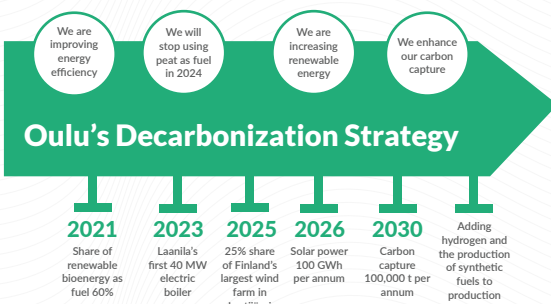 We are
improving
energy
efficiency
We will
stop using
peat as fuel
in 2024
We are
increasing
renewable
energy
We enhance
our carbon
capture
Oulu's Decarbonization Strategy
2021
Share of
renewable
bioenergy as
fuel 60%
2023
Laanila's
first 40 MW
electric
boiler
2025
25% share
of Finland's
largest wind
farm in
2026
Solar power
100 GWh
per annum
2030
Carbon
capture
100,000 t per
annum
Adding
hydrogen and
the production
of synthetic
fuels to
production